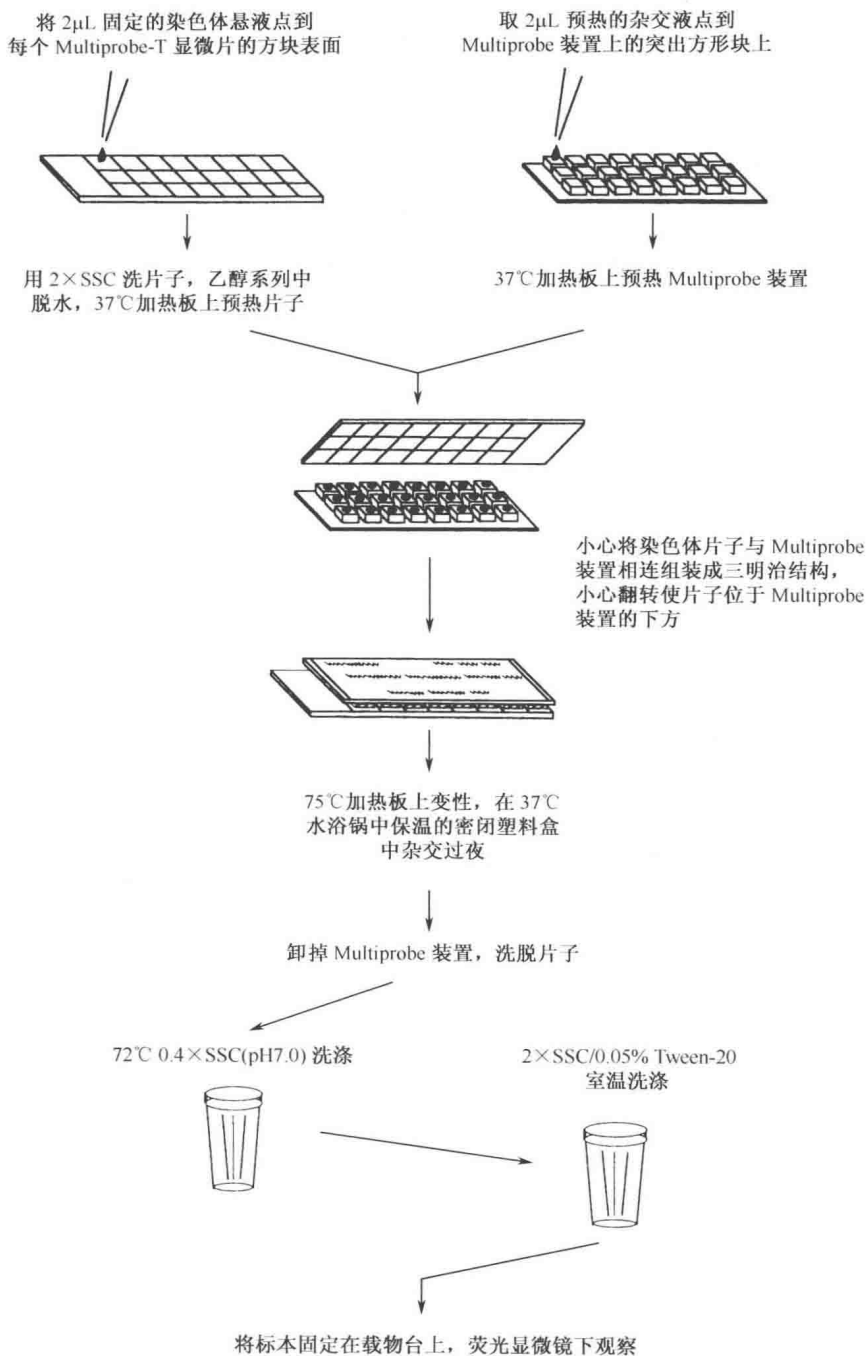 将 2μL 固定的染色体悬液点到
每个 Multiprobe-T 显微片的方块表面
取 2μL 预热的杂交液点到
Multiprobe 装置上的突出方形块上
用 2×SSC 洗片子，乙醇系列中
脱水，37℃加热板上预热片子
37℃加热板上预热 Multiprobe 装置
小心将染色体片子与 Multiprobe
装置相连组装成三明治结构，
小心翻转使片子位于 Multiprobe
装置的下方
75℃加热板上变性，在 37℃
水浴锅中保温的密闭塑料盒
中杂交过夜
卸掉 Multiprobe 装置，洗脱片子
72℃ 0.4×SSC(pH7.0) 洗涤
2×SSC/0.05% Tween-20
室温洗涤
将标本固定在载物台上，荧光显微镜下观察